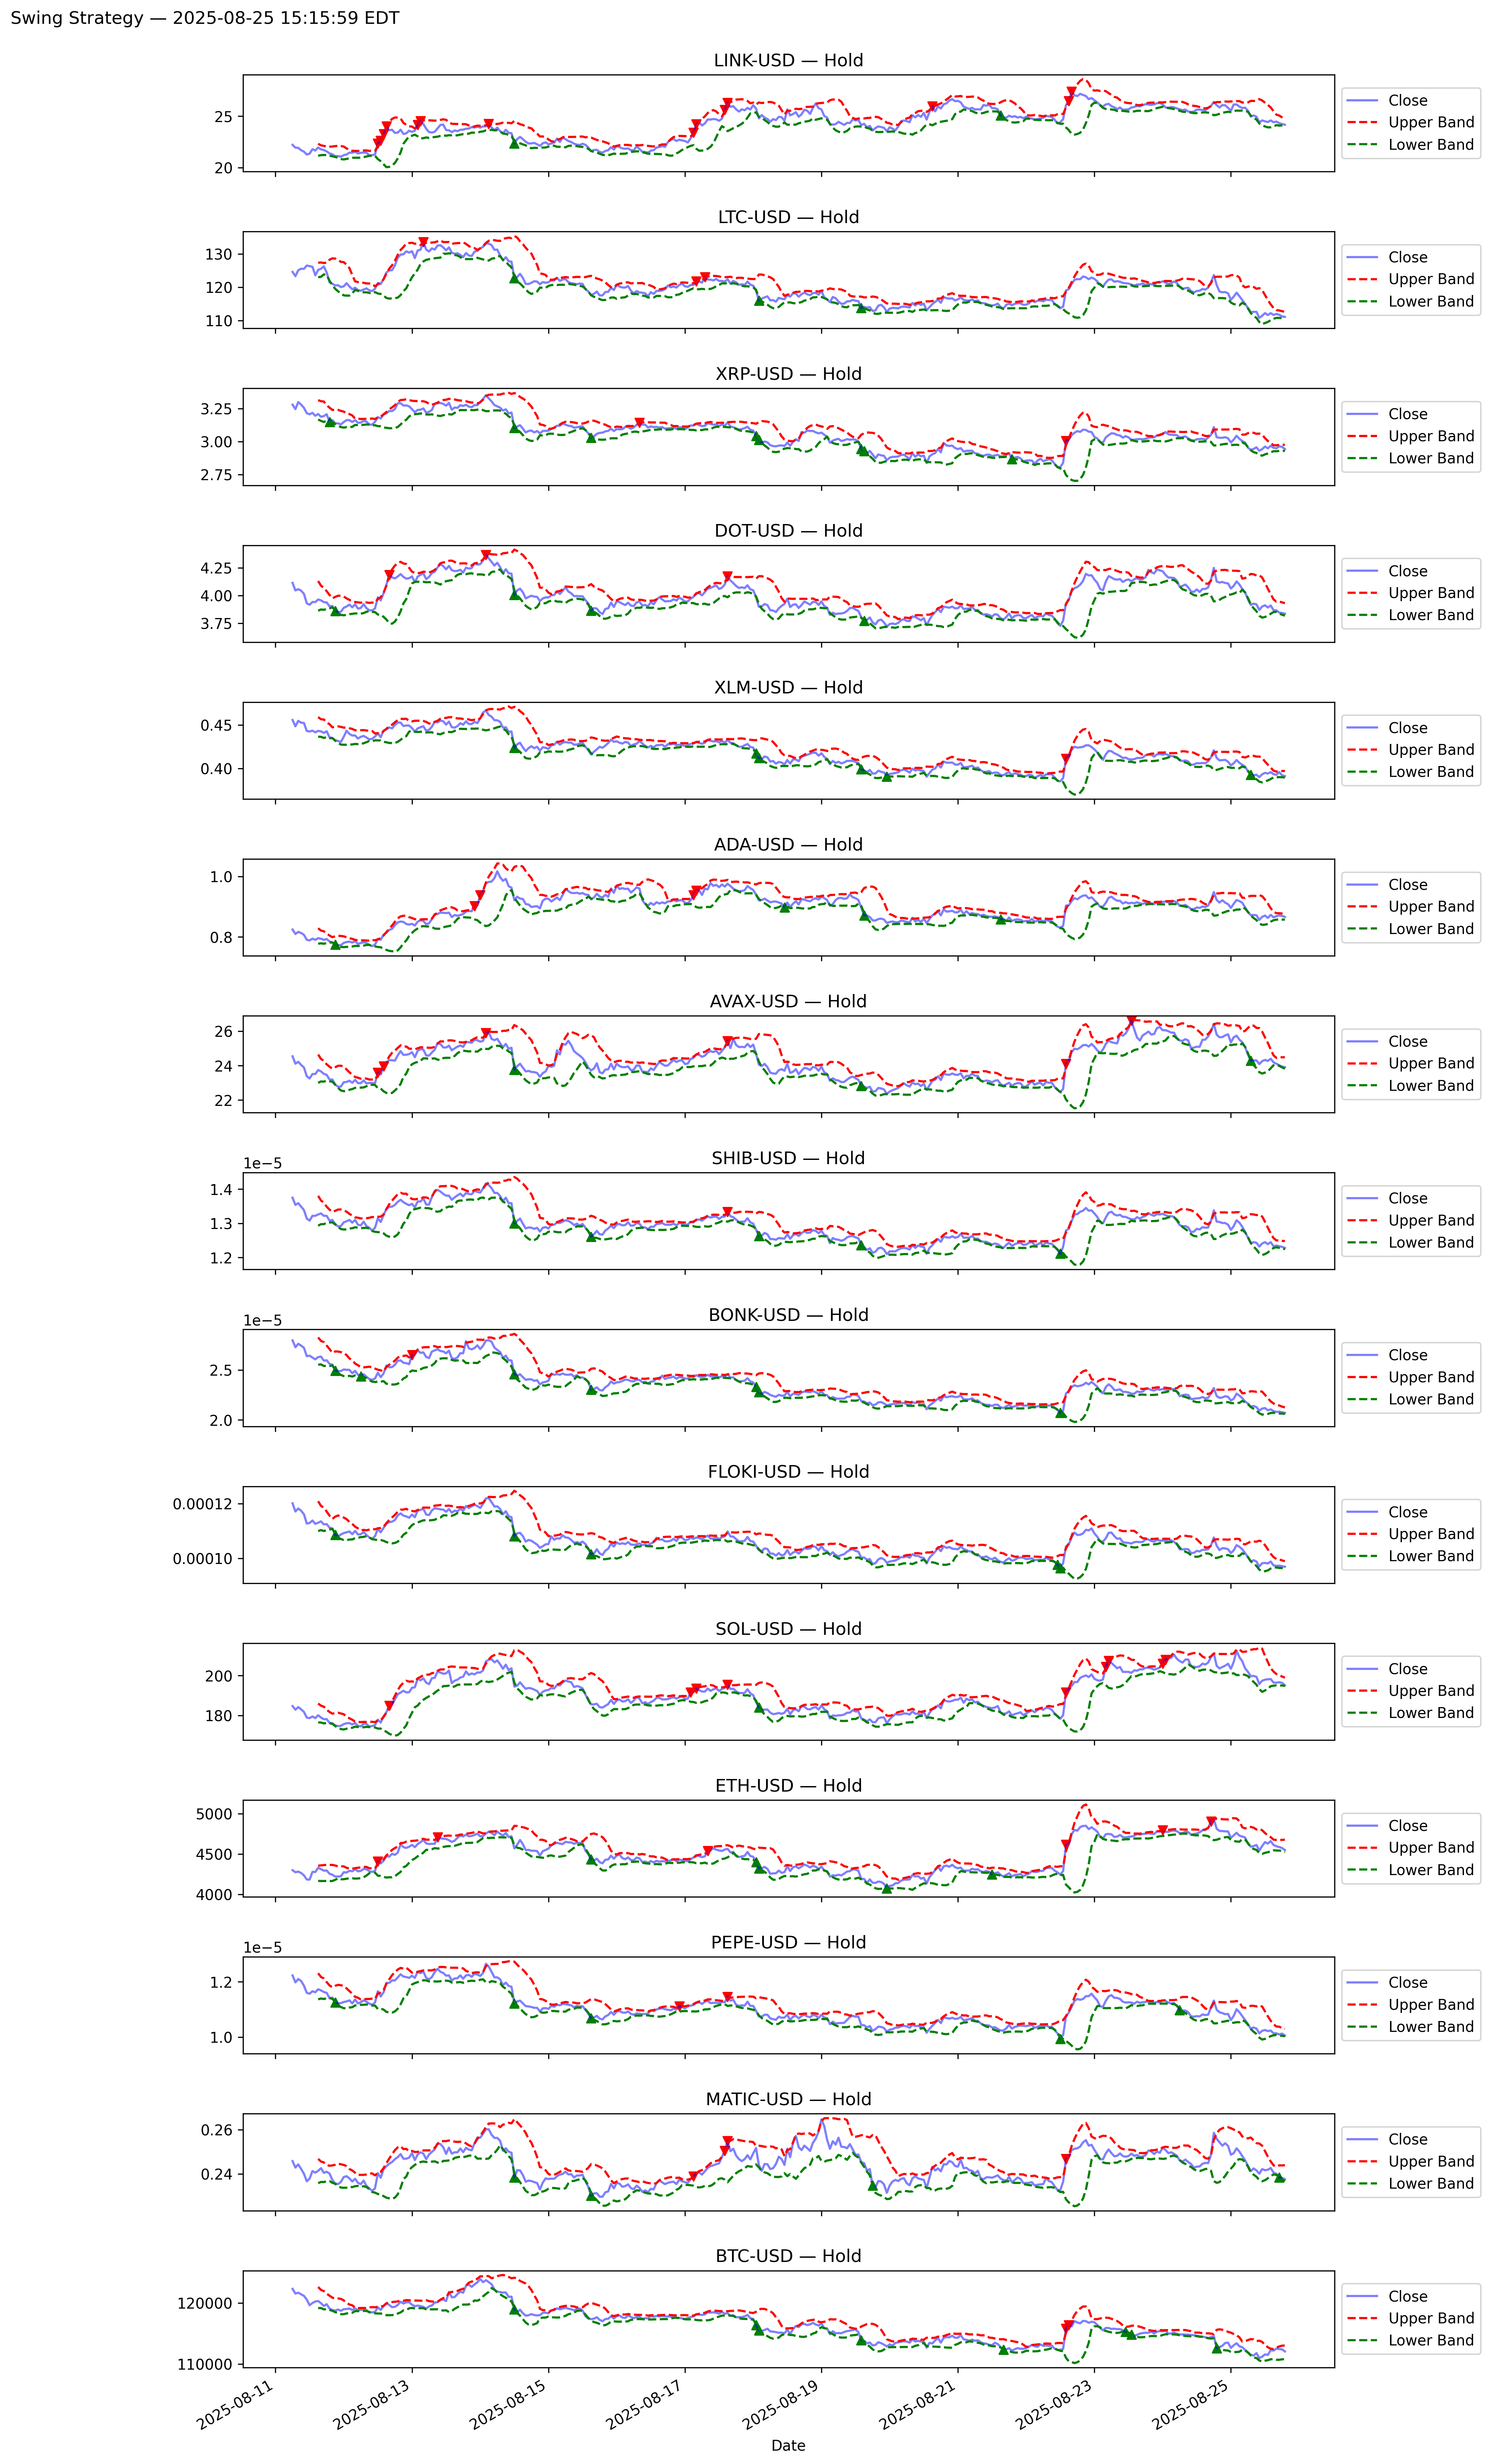 Swing Strategy — 2025-08-25 15:15:59 EDT
LINK-USD — Hold
25
20
Close
Upper Band
Lower Band
LTC-USD — Hold
130
120
110
Close
Upper Band
Lower Band
XRP-USD — Hold
3.25
3.00
2.75
Close
Upper Band
Lower Band
DOT-USD — Hold
4.25
4.00
3.75
Close
Upper Band
Lower Band
XLM-USD — Hold
0.45
0.40
Close
Upper Band
Lower Band
ADA-USD — Hold
1.0
0.8
Close
Upper Band
Lower Band
AVAX-USD — Hold
26
24
22
Close
Upper Band
Lower Band
SHIB-USD — Hold
1e−5
1.4
1.3
1.2
Close
Upper Band
Lower Band
BONK-USD — Hold
1e−5
2.5
2.0
Close
Upper Band
Lower Band
FLOKI-USD — Hold
0.00012
0.00010
Close
Upper Band
Lower Band
SOL-USD — Hold
200
180
Close
Upper Band
Lower Band
ETH-USD — Hold
5000
4500
4000
Close
Upper Band
Lower Band
PEPE-USD — Hold
1e−5
1.2
1.0
Close
Upper Band
Lower Band
MATIC-USD — Hold
0.26
0.24
Close
Upper Band
Lower Band
BTC-USD — Hold
120000
110000
Close
Upper Band
Lower Band
2025-08-11
2025-08-13
2025-08-15
2025-08-17
2025-08-19
2025-08-21
2025-08-23
2025-08-25
Date